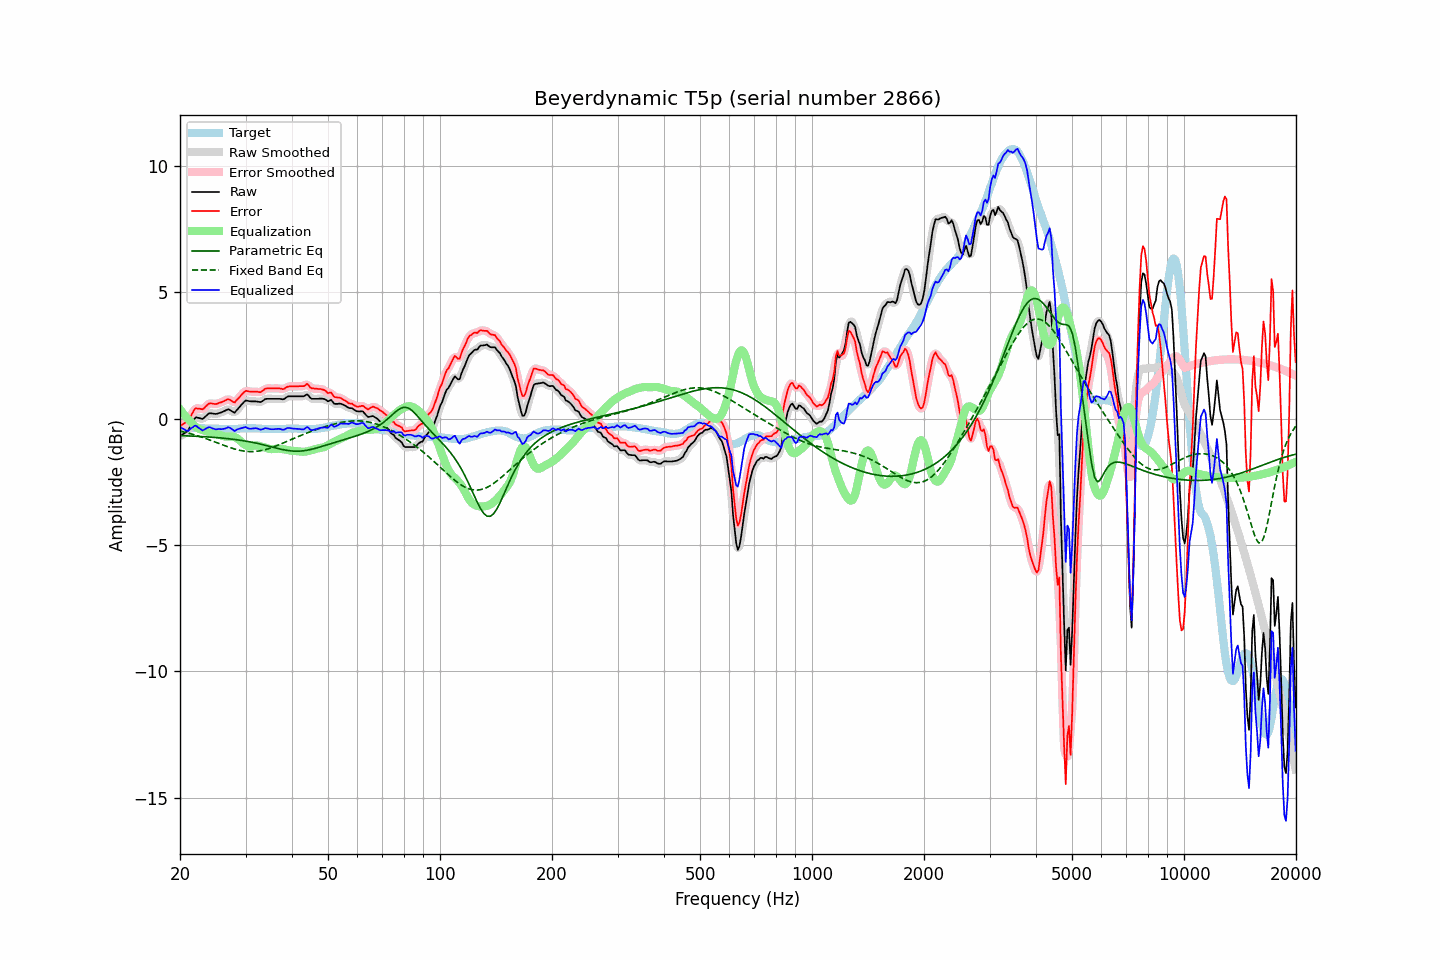 Beyerdynamic T5p (serial number 2866)
Target
Raw Smoothed
Error Smoothed
Raw
Error
Equalization
Parametric Eq
Fixed Band Eq
Equalized
Amplitude (dBr)
10
5
0
−5
−10
−15
20 50 100 200 500 1000 2000 5000 10000 20000
Frequency (Hz)